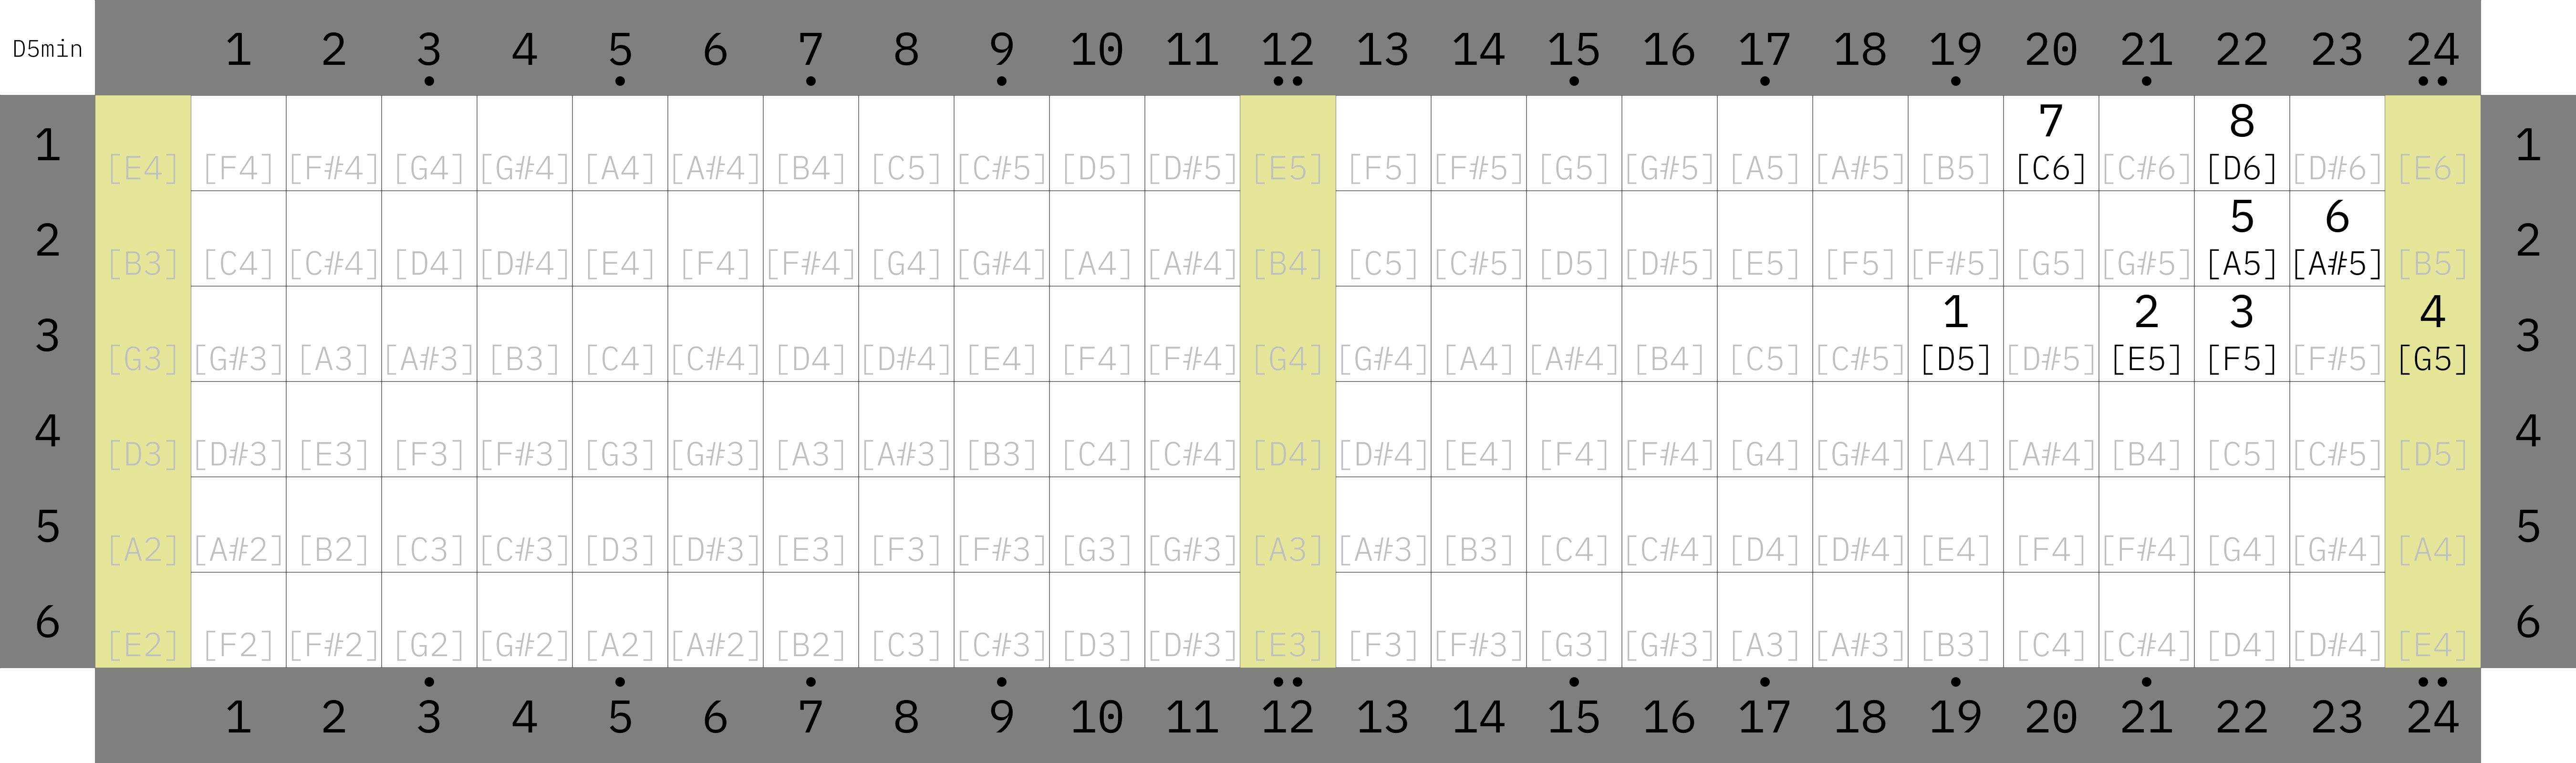 D5min 1 2 3 4 5 6 7 8 9 10 11 12 13 14 15 16 17 18 19 20 21 22 23 24
7 8
1 [E4] [F4] [F#4] [G4] [G#4] [A4] [A#4] [B4] [C5] [C#5] [D5] [D#5] [E5] [F5] [F#5] [G5] [G#5] [A5] [A#5] [B5] [C6] [C#6] [D6] [D#6] [E6] 1
5 6
2 [B3] [C4] [C#4] [D4] [D#4] [E4] [F4] [F#4] [G4] [G#4] [A4] [A#4] [B4] [C5] [C#5] [D5] [D#5] [E5] [F5] [F#5] [G5] [G#5] [A5] [A#5] [B5] 2
1 2 3 4
3 [G3] [G#3] [A3] [A#3] [B3] [C4] [C#4] [D4] [D#4] [E4] [F4] [F#4] [G4] [G#4] [A4] [A#4] [B4] [C5] [C#5] [D5] [D#5] [E5] [F5] [F#5] [G5] 3
4 [D3] [D#3] [E3] [F3] [F#3] [G3] [G#3] [A3] [A#3] [B3] [C4] [C#4] [D4] [D#4] [E4] [F4] [F#4] [G4] [G#4] [A4] [A#4] [B4] [C5] [C#5] [D5] 4
5 [A2] [A#2] [B2] [C3] [C#3] [D3] [D#3] [E3] [F3] [F#3] [G3] [G#3] [A3] [A#3] [B3] [C4] [C#4] [D4] [D#4] [E4] [F4] [F#4] [G4] [G#4] [A4] 5
6 [E2] [F2] [F#2] [G2] [G#2] [A2] [A#2] [B2] [C3] [C#3] [D3] [D#3] [E3] [F3] [F#3] [G3] [G#3] [A3] [A#3] [B3] [C4] [C#4] [D4] [D#4] [E4] 6
1 2 3 4 5 6 7 8 9 10 11 12 13 14 15 16 17 18 19 20 21 22 23 24